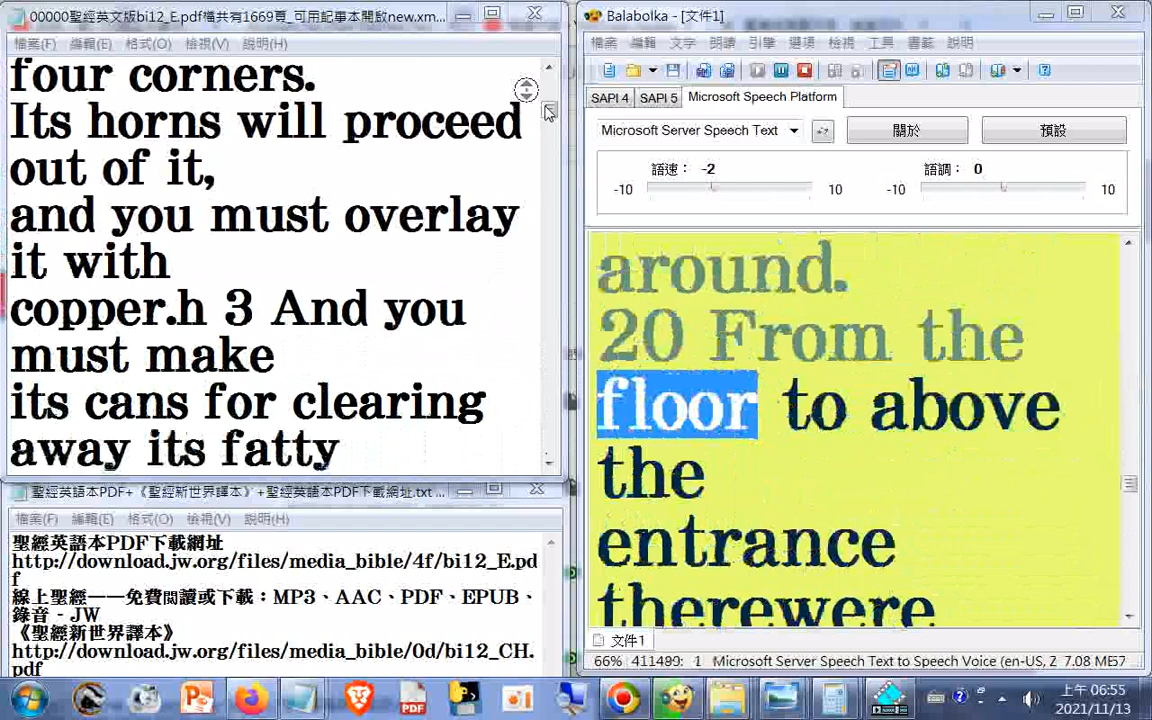 00000聖經英文版bi12_E.pdf檔共有1669頁_可用記事本開啟new.xm...
檔案(F) 編輯(E) 格式(O) 檢視(V) 說明(H)
four corners.
Its horns will proceed
out of it,
and you must overlay
it with
copper.h 3 And you
must make
its cans for clearing
away its fatty
聖經英語本PDF+《聖經新世界譯本》+聖經英語本PDF下載網址.txt ...
檔案(F) 編輯(E) 格式(O) 檢視(V) 說明(H)
聖經英語本PDF下載網址
http://download.jw.org/files/media_bible/4f/bi12_E.pd
f
線上聖經——免費閱讀或下載：MP3、AAC、PDF、EPUB、
錄音 - JW
《聖經新世界譯本》
http://download.jw.org/files/media_bible/0d/bi12_CH.
pdf
Balabolka - [文件1]
檔案 編輯 文字 朗讀 引擎 選項 檢視 工具 書籤 說明
SAPI 4 SAPI 5 Microsoft Speech Platform
Microsoft Server Speech Text 關於 預設
語速： -2 語調： 0
-10 10 -10 10
around.
20 From the
floor to above
the
entrance
therewere
文件1
66% 411499: 1 Microsoft Server Speech Text to Speech Voice (en-US, Z 7.08 ME57
上午 06:55
2021/11/13